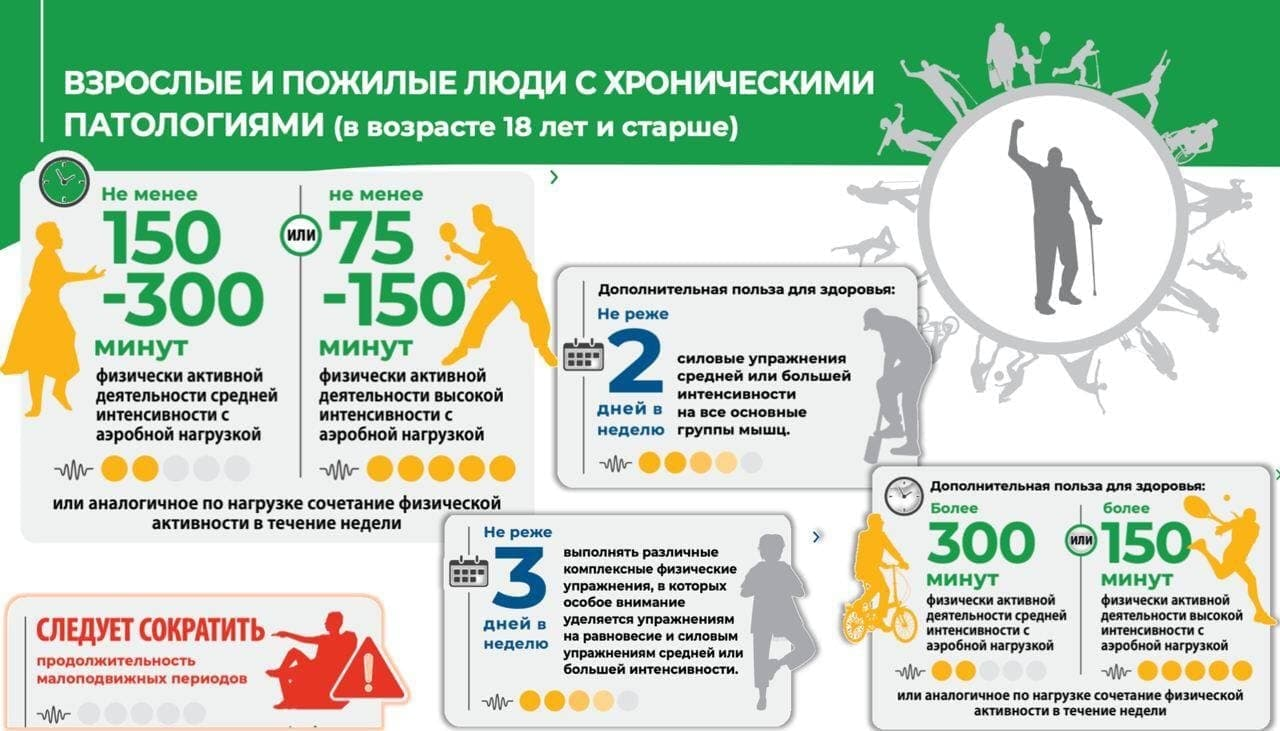 ВЗРОСЛЫЕ И ПОЖИЛЫЕ ЛЮДИ С ХРОНИЧЕСКИМИ
ПАТОЛОГИЯМИ (в возрасте 18 лет и старше)
Не менее
150
-300
минут
физически активной
деятельности средней
интенсивности с
аэробной нагрузкой
или
не менее
75
-150
минут
физически активной
деятельности высокой
интенсивности с
аэробной нагрузкой
или аналогичное по нагрузке сочетание физической
активности в течение недели
Дополнительная польза для здоровья:
Не реже
2
дней в
неделю
силовые упражнения
средней или большей
интенсивности
на все основные
группы мышц.
Не реже
3
дней в
неделю
выполнять различные
комплексные физические
упражнения, в которых
особое внимание
уделяется упражнениям
на равновесие и силовым
упражнениям средней или
большей интенсивности.
Дополнительная польза для здоровья:
Более
300
минут
физически активной
деятельности средней
интенсивности с
аэробной нагрузкой
или
более
150
минут
физически активной
деятельности высокой
интенсивности с
аэробной нагрузкой
или аналогичное по нагрузке сочетание физической
активности в течение недели
СЛЕДУЕТ СОКРАТИТЬ
продолжительность
малоподвижных периодов